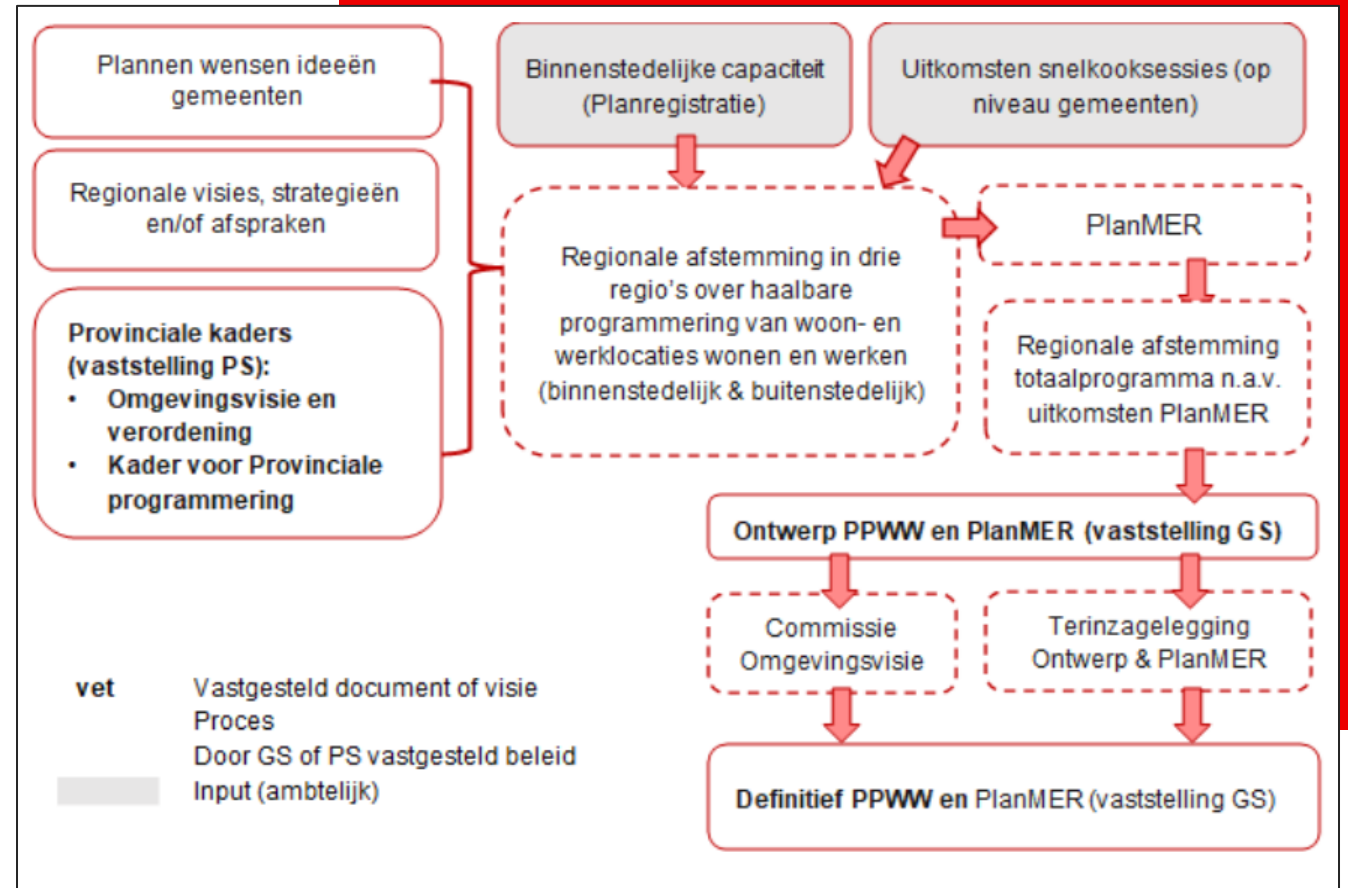 Plannen wensen ideeën
gemeenten
Binnenstedelijke capaciteit
(Planregistratie)
Uitkomsten snelkooksessies (op
niveau gemeenten)
Regionale visies, strategieën
en/of afspraken
Provinciale kaders
(vaststelling PS):
• Omgevingsvisie en
verordening
• Kader voor Provinciale
programmering
Regionale afstemming in drie
regio's over haalbare
programmering van woon- en
werklocaties wonen en werken
(binnenstedelijk & buitenstedelijk)
PlanMER
Regionale afstemming
totaalprogramma n.a.v.
uitkomsten PlanMER
Ontwerp PPWW en PlanMER (vaststelling GS)
Commissie
Omgevingsvisie
Terinzagelegging
Ontwerp & PlanMER
Definitief PPWW en PlanMER (vaststelling GS)
vet Vastgesteld document of visie
Proces
Door GS of PS vastgesteld beleid
Input (ambtelijk)